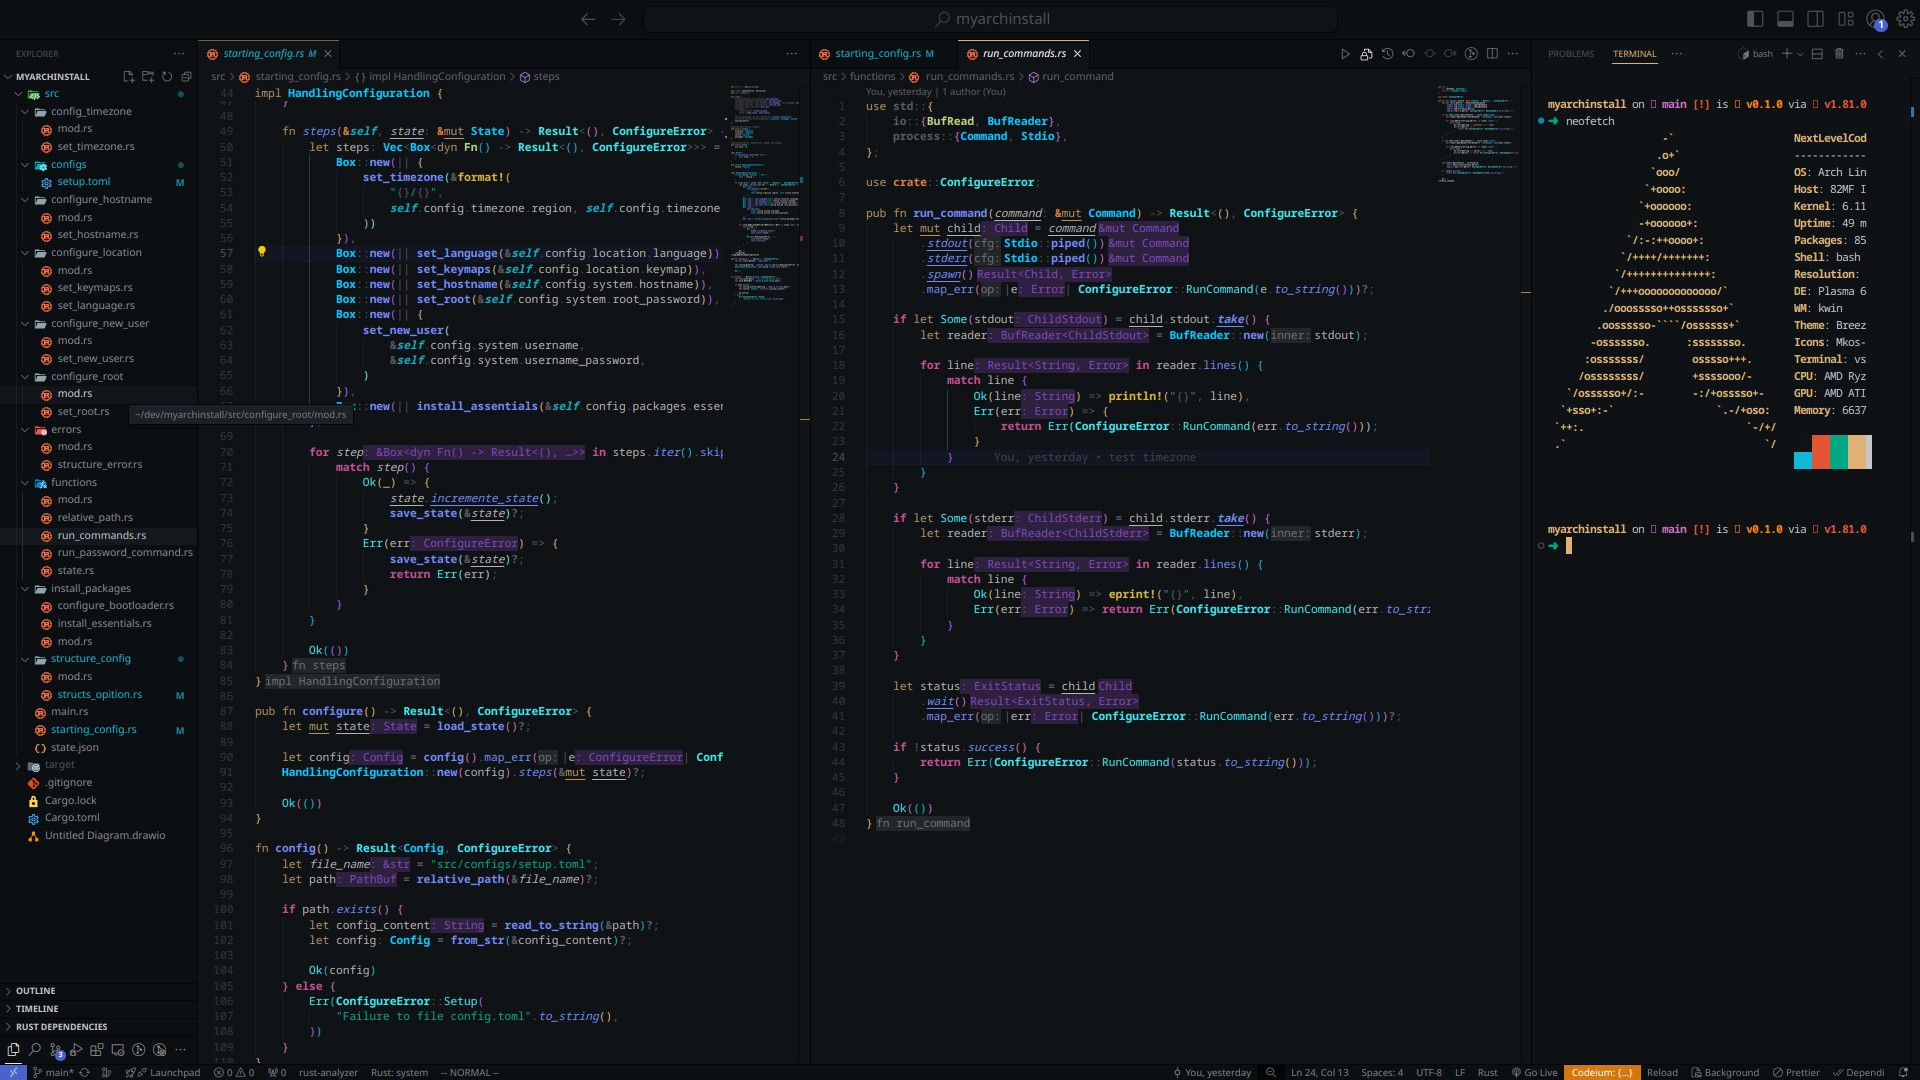 myarchinstall
EXPLORER
MYARCHINSTALL
src
config_timezone
mod.rs
set_timezone.rs
configs
setup.toml M
configure_hostname
mod.rs
set_hostname.rs
configure_location
mod.rs
set_keymaps.rs
set_language.rs
configure_new_user
mod.rs
set_new_user.rs
configure_root
mod.rs
set_root.rs
~/dev/myarchinstall/src/configure_root/mod.rs
errors
mod.rs
structure_error.rs
functions
mod.rs
relative_path.rs
run_commands.rs
run_password_command.rs
state.rs
install_packages
configure_bootloader.rs
install_essentials.rs
mod.rs
structure_config
mod.rs
structs_opition.rs M
main.rs
starting_config.rs M
state.json
target
.gitignore
Cargo.lock
Cargo.toml
Untitled Diagram.drawio
OUTLINE
TIMELINE
RUST DEPENDENCIES
3
starting_config.rs M
src > starting_config.rs > {} impl HandlingConfiguration > steps
44 impl HandlingConfiguration {
47 }
48
49 fn steps(&self, state: &mut State) -> Result<(), ConfigureError>
50 let steps: Vec<Box<dyn Fn() -> Result<(), ConfigureError>>> =
51 Box::new(|| {
52 set_timezone(&format!(
53 "{}/{}",
54 self.config.timezone.region, self.config.timezone
55 ))
56 }),
57 Box::new(|| set_language(&self.config.location.language))
58 Box::new(|| set_keymaps(&self.config.location.keymap)),
59 Box::new(|| set_hostname(&self.config.system.hostname)),
60 Box::new(|| set_root(&self.config.system.root_password)),
61 Box::new(|| {
62 set_new_user(
63 &self.config.system.username,
64 &self.config.system.username_password,
65 )
66 }),
::new(|| install_assentials(&self.config.packages.esser
69
70 for step: &Box<dyn Fn() -> Result<(), …>> in steps.iter().skip
71 match step() {
72 Ok(_) => {
73 state.incremente_state();
74 save_state(&state)?;
75 }
76 Err(err: ConfigureError) => {
77 save_state(&state)?;
78 return Err(err);
79 }
80 }
81 }
82
83 Ok(())
84 } fn steps
85 } impl HandlingConfiguration
86
87 pub fn configure() -> Result<(), ConfigureError> {
88 let mut state: State = load_state()?;
89
90 let config: Config = config().map_err(op: |e: ConfigureError| Conf
91 HandlingConfiguration::new(config).steps(&mut state)?;
92
93 Ok(())
94 }
95
96 fn config() -> Result<Config, ConfigureError> {
97 let file_name: &str = "src/configs/setup.toml";
98 let path: PathBuf = relative_path(&file_name)?;
99
100 if path.exists() {
101 let config_content: String = read_to_string(&path)?;
102 let config: Config = from_str(&config_content)?;
103
104 Ok(config)
105 } else {
106 Err(ConfigureError::Setup(
107 "Failure to file config.toml".to_string(),
108 ))
109 }
110 }
starting_config.rs M run_commands.rs
src > functions > run_commands.rs > run_command
You, yesterday | 1 author (You)
1 use std::{
2 io::{BufRead, BufReader},
3 process::{Command, Stdio},
4 };
5
6 use crate::ConfigureError;
7
8 pub fn run_command(command: &mut Command) -> Result<(), ConfigureError> {
9 let mut child: Child = command &mut Command
10 .stdout(cfg: Stdio::piped()) &mut Command
11 .stderr(cfg: Stdio::piped()) &mut Command
12 .spawn() Result<Child, Error>
13 .map_err(op: |e: Error| ConfigureError::RunCommand(e.to_string()))?;
14
15 if let Some(stdout: ChildStdout) = child.stdout.take() {
16 let reader: BufReader<ChildStdout> = BufReader::new(inner: stdout);
17
18 for line: Result<String, Error> in reader.lines() {
19 match line {
20 Ok(line: String) => println!("{}", line),
21 Err(err: Error) => {
22 return Err(ConfigureError::RunCommand(err.to_string()));
23 }
24 } You, yesterday • test timezone
25 }
26 }
27
28 if let Some(stderr: ChildStderr) = child.stderr.take() {
29 let reader: BufReader<ChildStderr> = BufReader::new(inner: stderr);
30
31 for line: Result<String, Error> in reader.lines() {
32 match line {
33 Ok(line: String) => eprint!("{}", line),
34 Err(err: Error) => return Err(ConfigureError::RunCommand(err.to_stri
35 }
36 }
37 }
38
39 let status: ExitStatus = child Child
40 .wait() Result<ExitStatus, Error>
41 .map_err(op: |err: Error| ConfigureError::RunCommand(err.to_string()))?;
42
43 if !status.success() {
44 return Err(ConfigureError::RunCommand(status.to_string()));
45 }
46
47 Ok(())
48 } fn run_command
49
PROBLEMS TERMINAL bash
myarchinstall on main [!] is v0.1.0 via v1.81.0
➜ neofetch
-` NextLevelCod
.o+` ------------
`ooo/ OS: Arch Lin
`+oooo: Host: 82MF I
`+oooooo: Kernel: 6.11
-+oooooo+: Uptime: 49 m
`/:-:++oooo+: Packages: 85
`/++++/+++++++: Shell: bash
`/++++++++++++++: Resolution:
`/+++ooooooooooooo/` DE: Plasma 6
./ooosssso++osssssso+` WM: kwin
.oossssso-````/ossssss+` Theme: Breez
-osssssso. :ssssssso. Icons: Mkos-
:osssssss/ osssso+++. Terminal: vs
/ossssssss/ +ssssooo/- CPU: AMD Ryz
`/ossssso+/:- -:/+osssso+- GPU: AMD ATI
`+sso+:-` `.-/+oso: Memory: 6637
`++:. `-/+/
.` `/
myarchinstall on main [!] is v0.1.0 via v1.81.0
➜
1
main* Launchpad 0 0 0 rust-analyzer Rust: system -- NORMAL -- You, yesterday Ln 24, Col 13 Spaces: 4 UTF-8 LF Rust Go Live Codeium: {...} Reload Background Prettier Dependi